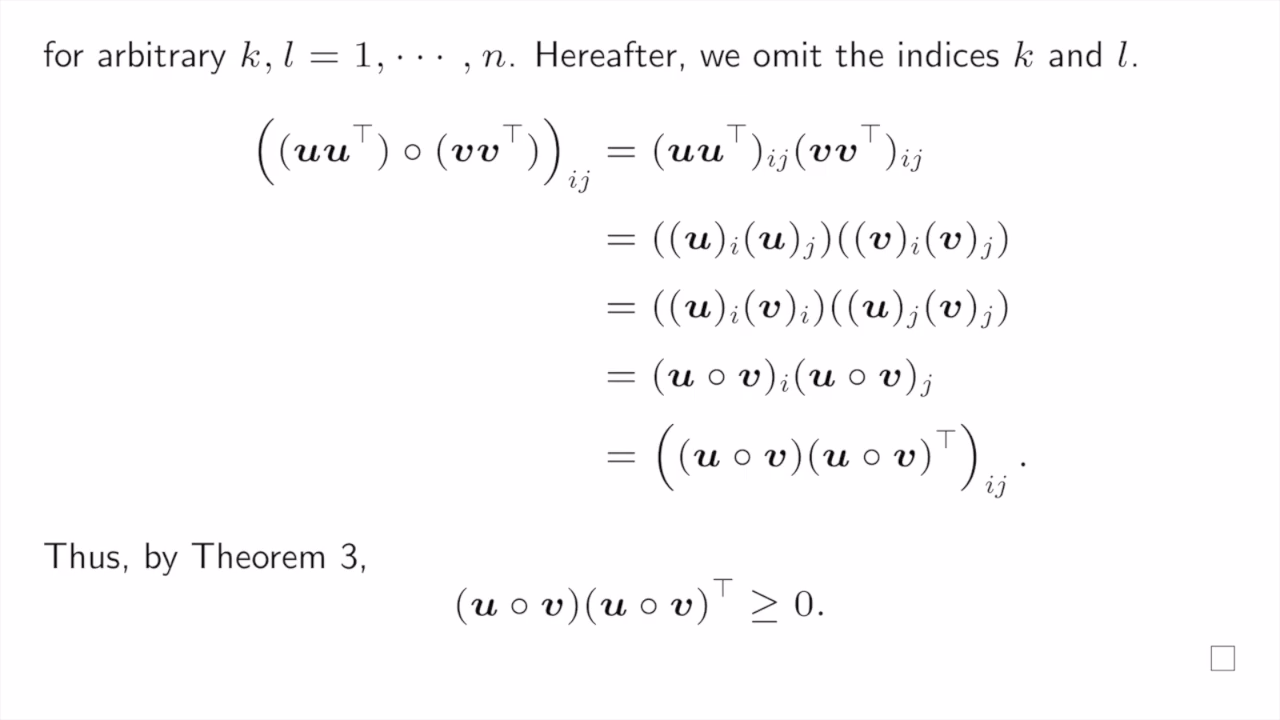 for arbitrary k, l = 1, ⋯ , n. Hereafter, we omit the indices k and l.
((uu⊤) ∘ (vv⊤))ij = (uu⊤)ij(vv⊤)ij
= ((u)i(u)j)((v)i(v)j)
= ((u)i(v)i)((u)j(v)j)
= (u ∘ v)i(u ∘ v)j
= ((u ∘ v)(u ∘ v)⊤)ij .
Thus, by Theorem 3,
(u ∘ v)(u ∘ v)⊤ ≥ 0.
□